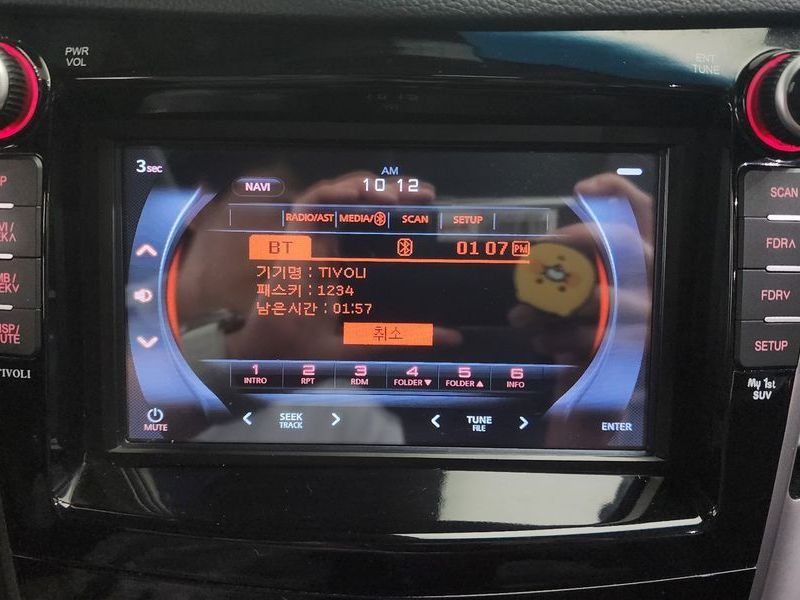 PWR
VOL
ENT
TUNE
3 sec
AM
NAVI
10 12
SCAN
RADIO/AST MEDIA/ SCAN SETUP
BT 01:07 PM
FDR∧
기기명 : TIVOLI
패스키 : 1234
남은시간 : 01:57
FDR∨
취소
SETUP
TIVOLI
1 2 3 4 5 6
INTRO RPT RDM FOLDER▼ FOLDER▲ INFO
My 1st
SUV
< SEEK > < TUNE >
TRACK FILE
MUTE
ENTER